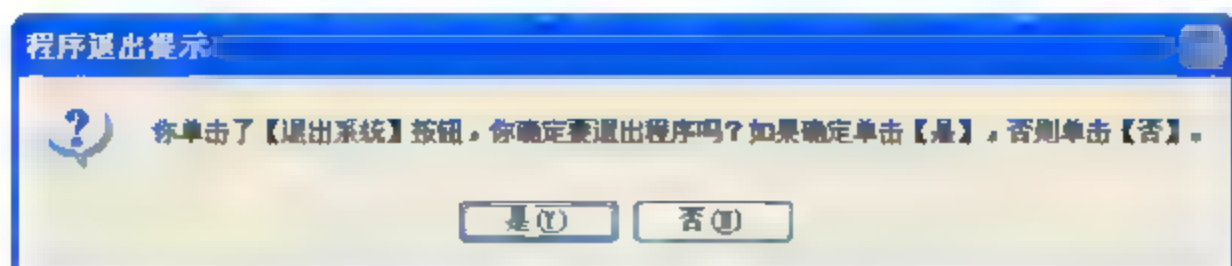 程序退出提示
你单击了【退出系统】按钮，你确定要退出程序吗？如果确定单击【是】，否则单击【否】。
是(Y)
否(N)